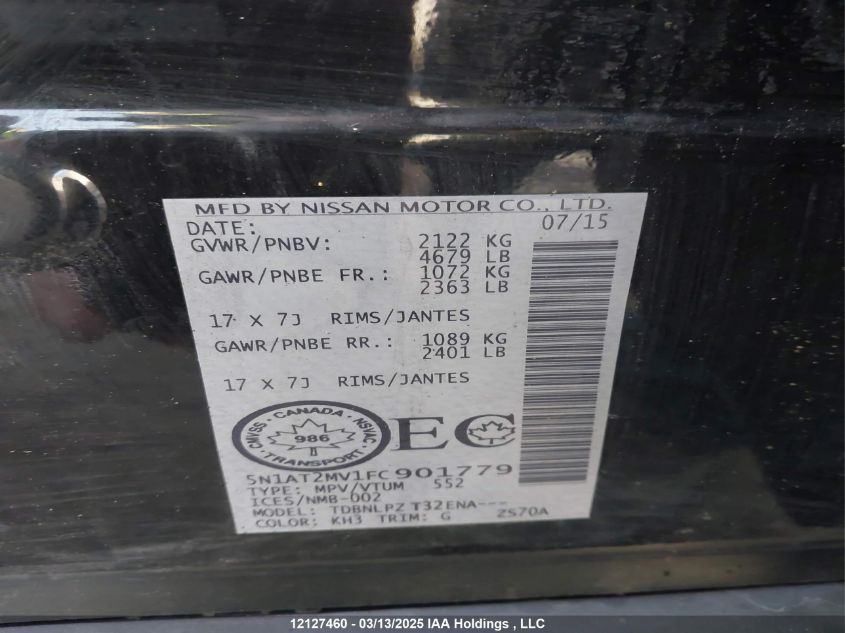 MFD BY NISSAN MOTOR CO., LTD.
DATE: 07/15
GVWR/PNBV: 2122 KG
4679 LB
GAWR/PNBE FR.: 1072 KG
2363 LB
17 X 7J RIMS/JANTES
GAWR/PNBE RR.: 1089 KG
2401 LB
17 X 7J RIMS/JANTES
CANADA
CMVSS 986 NSVAC
TRANSPORT
EC
5N1AT2MV1FC901779
TYPE: MPV/VTUM 552
ICES/NMB-002
MODEL: TDBNLPZ T32ENA---
COLOR: KH3 TRIM: G ZS70A
12127460 - 03/13/2025 IAA Holdings , LLC